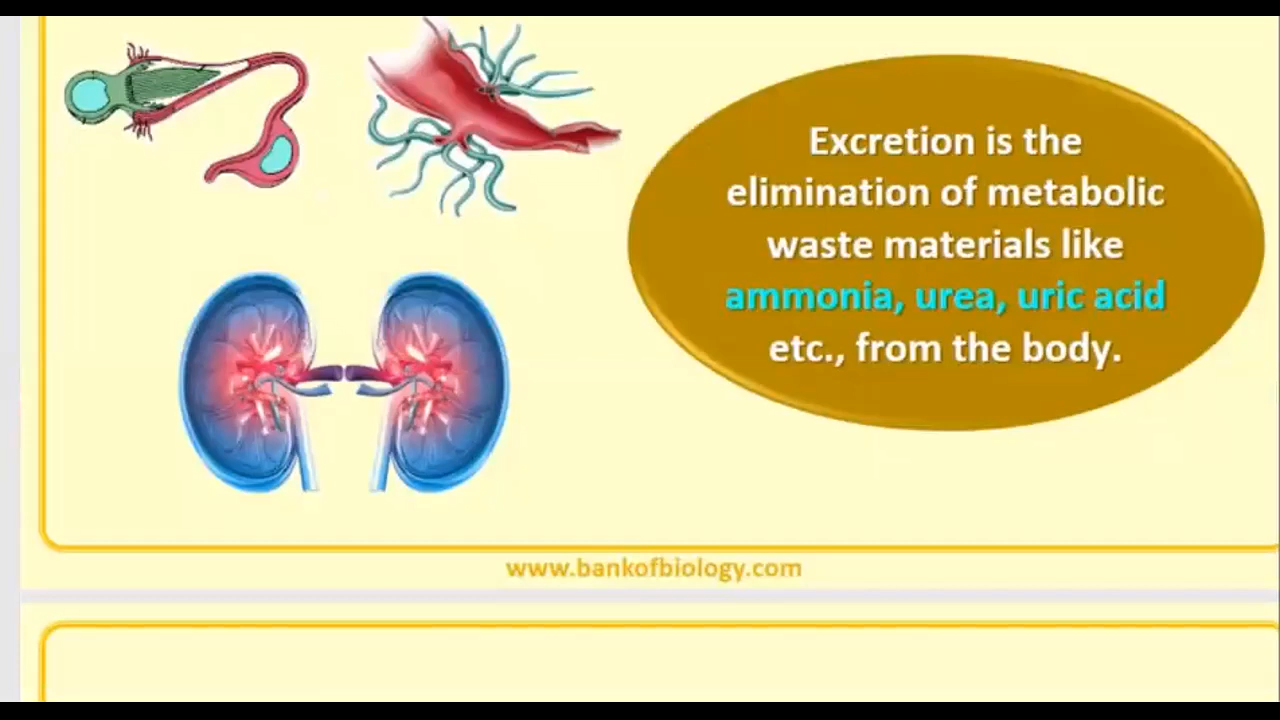 Excretion is the
elimination of metabolic
waste materials like
ammonia, urea, uric acid
etc., from the body.
www.bankofbiology.com